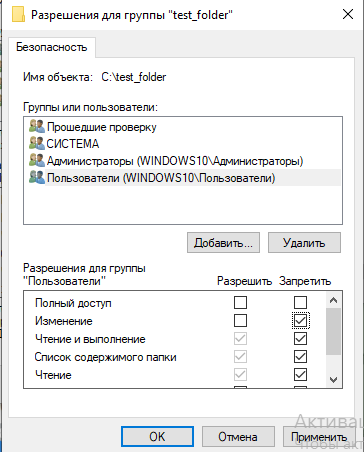 Разрешения для группы "test_folder"
Безопасность
Имя объекта: C:\test_folder
Группы или пользователи:
Прошедшие проверку
СИСТЕМА
Администраторы (WINDOWS10\Администраторы)
Пользователи (WINDOWS10\Пользователи)
Добавить... Удалить
Разрешения для группы
"Пользователи" Разрешить Запретить
Полный доступ
Изменение
Чтение и выполнение
Список содержимого папки
Чтение
Актива
OK Отмена Применить